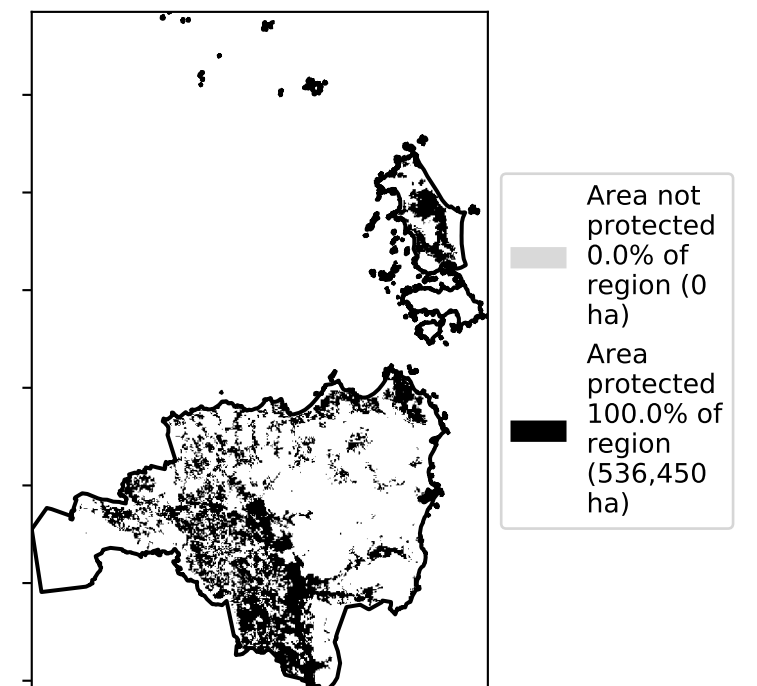 Area not
protected
0.0% of
region (0
ha)
Area
protected
100.0% of
region
(536,450
ha)